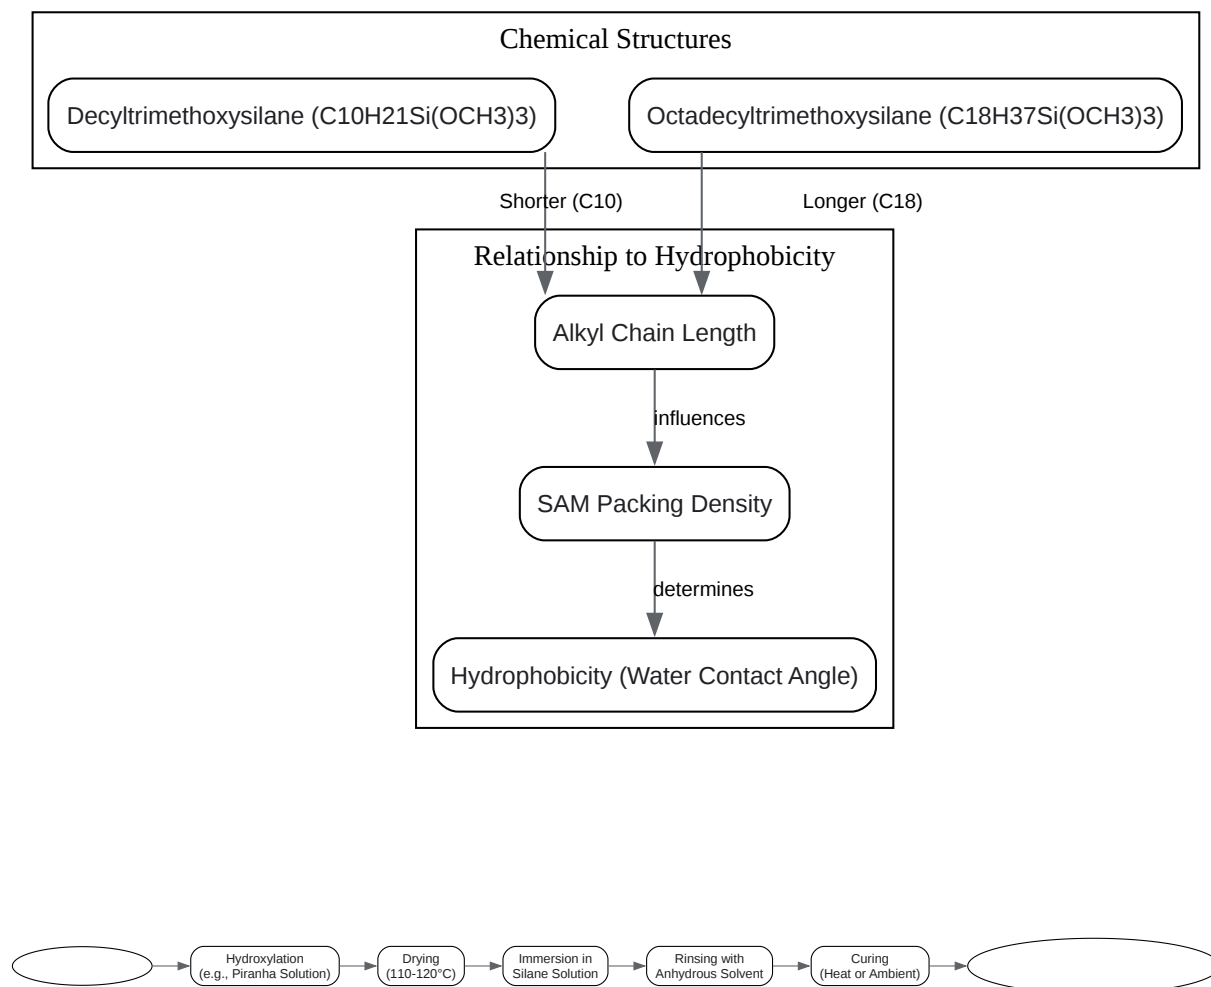 Chemical Structures
Decyltrimethoxysilane (C10H21Si(OCH3)3)
Octadecyltrimethoxysilane (C18H37Si(OCH3)3)
Shorter (C10)
Longer (C18)
Relationship to Hydrophobicity
Alkyl Chain Length
influences
SAM Packing Density
determines
Hydrophobicity (Water Contact Angle)
Hydroxylation
(e.g., Piranha Solution)
Drying
(110-120°C)
Immersion in
Silane Solution
Rinsing with
Anhydrous Solvent
Curing
(Heat or Ambient)